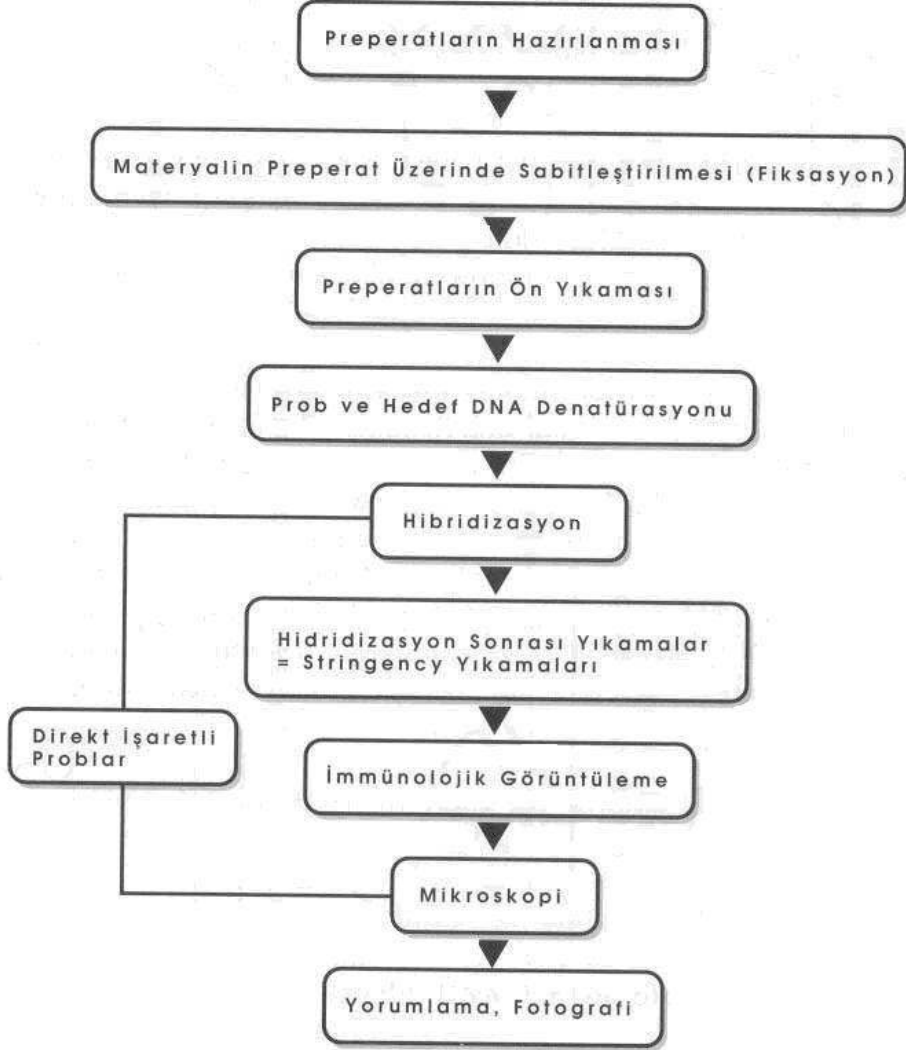 Preperatların Hazırlanması
Materyalin Preperat Üzerinde Sabitleştirilmesi (Fiksasyon)
Preperatların Ön Yıkaması
Prob ve Hedef DNA Denatürasyonu
Hibridizasyon
Hidridizasyon Sonrası Yıkamalar
= Stringency Yıkamaları
Direkt İşaretli
Problar
İmmünolojik Görüntüleme
Mikroskopi
Yorumlama, Fotografi